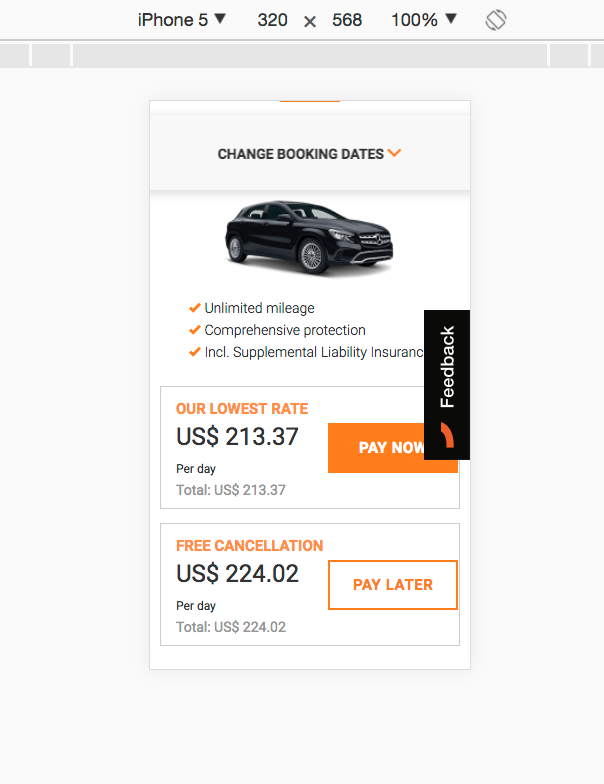 iPhone 5 ▼ 320 × 568 100% ▼
CHANGE BOOKING DATES
Unlimited mileage
Comprehensive protection
Incl. Supplemental Liability Insuranc
Feedback
OUR LOWEST RATE
US$ 213.37
PAY NOW
Per day
Total: US$ 213.37
FREE CANCELLATION
US$ 224.02
PAY LATER
Per day
Total: US$ 224.02